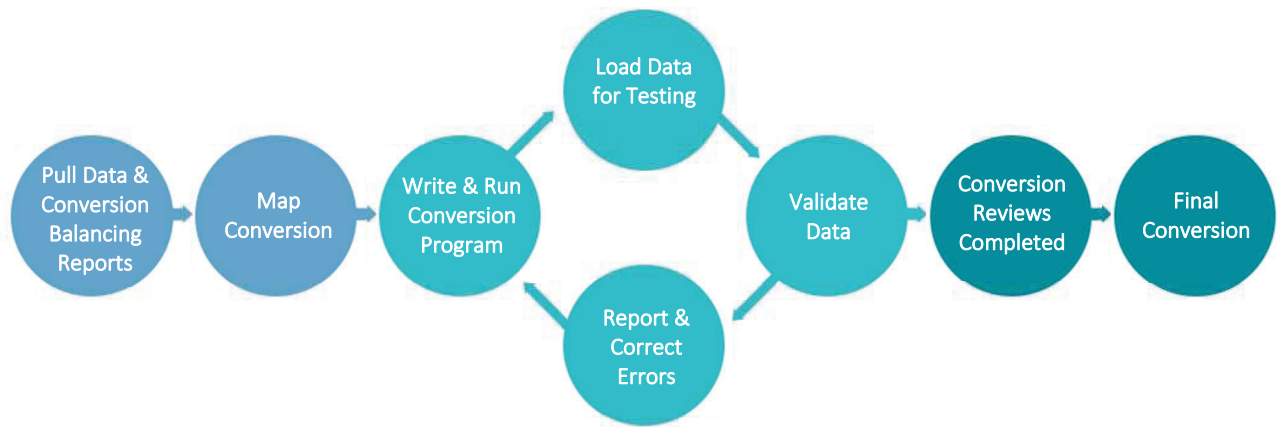 Pull Data &
Conversion
Balancing
Reports
Map
Conversion
Write & Run
Conversion
Program
Load Data
for Testing
Validate
Data
Report &
Correct
Errors
Conversion
Reviews
Completed
Final
Conversion